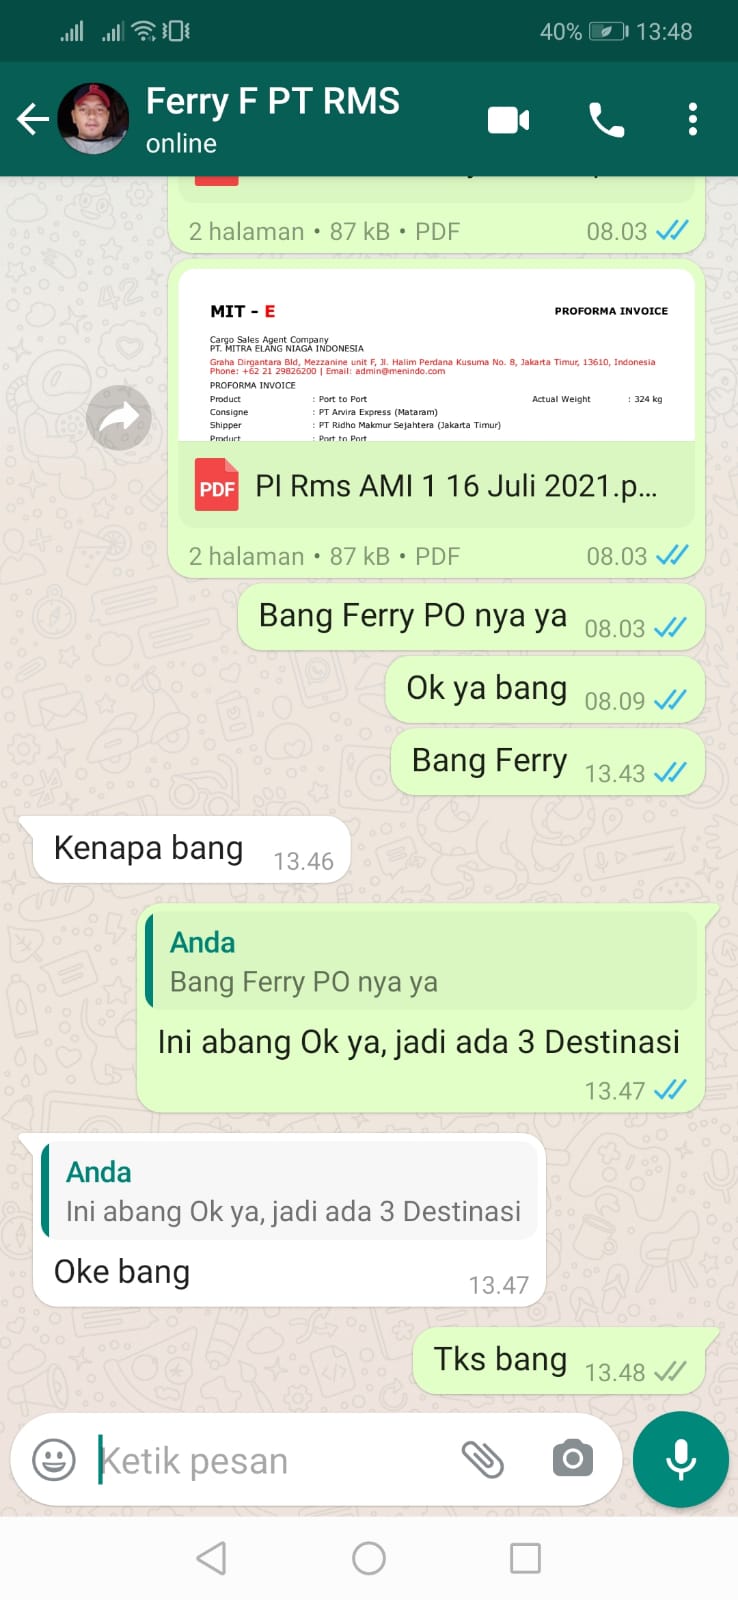 40% 13:48
Ferry F PT RMS
online
2 halaman • 87 kB • PDF 08.03
MIT - E PROFORMA INVOICE
Cargo Sales Agent Company
PT. MITRA ELANG NIAGA INDONESIA
Graha Dirgantara Bld, Mezzanine unit F, Jl. Halim Perdana Kusuma No. 8, Jakarta Timur, 13610, Indonesia
Phone: +62 21 29826200 | Email: admin@menindo.com
PROFORMA INVOICE
Product : Port to Port Actual Weight : 324 kg
Consigne : PT Arvira Express (Mataram)
Shipper : PT Ridho Makmur Sejahtera (Jakarta Timur)
Product : Port to Port
PDF PI Rms AMI 1 16 Juli 2021.p...
2 halaman • 87 kB • PDF 08.03
Bang Ferry PO nya ya 08.03
Ok ya bang 08.09
Bang Ferry 13.43
Kenapa bang 13.46
Anda
Bang Ferry PO nya ya
Ini abang Ok ya, jadi ada 3 Destinasi
13.47
Anda
Ini abang Ok ya, jadi ada 3 Destinasi
Oke bang 13.47
Tks bang 13.48
Ketik pesan